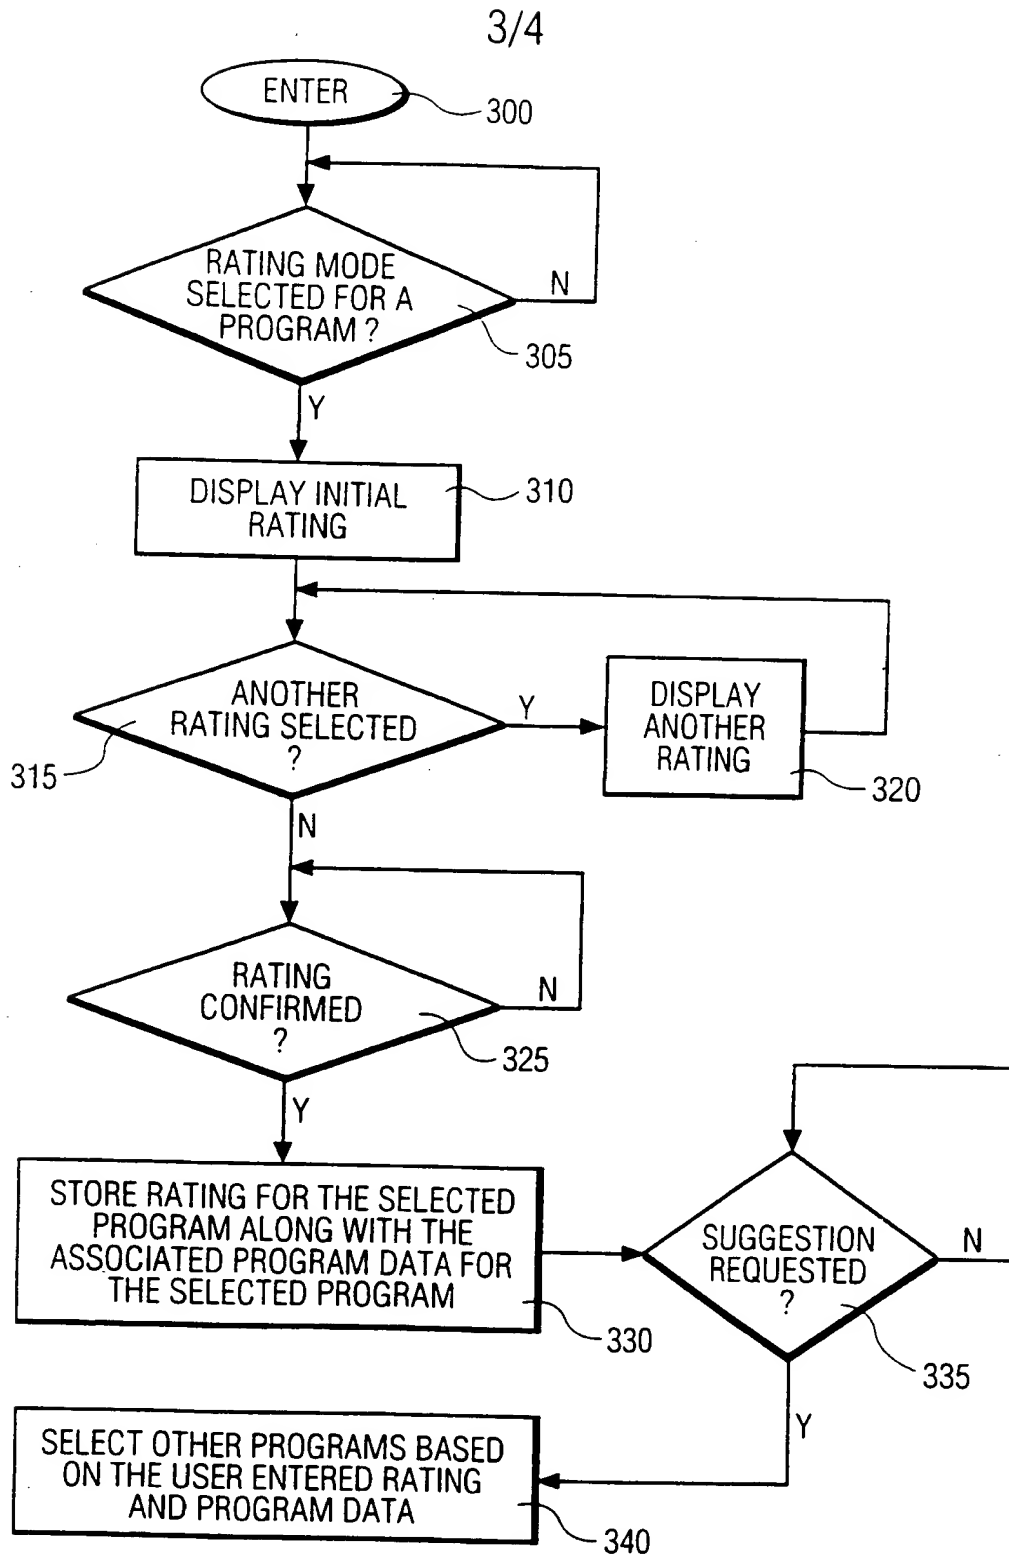 3/4
ENTER
300
RATING MODE
SELECTED FOR A
PROGRAM ?
N
305
Y
DISPLAY INITIAL
RATING
310
ANOTHER
RATING SELECTED
?
Y
315
DISPLAY
ANOTHER
RATING
320
N
RATING
CONFIRMED
?
N
325
Y
STORE RATING FOR THE SELECTED
PROGRAM ALONG WITH THE
ASSOCIATED PROGRAM DATA FOR
THE SELECTED PROGRAM
330
SUGGESTION
REQUESTED
?
N
335
Y
SELECT OTHER PROGRAMS BASED
ON THE USER ENTERED RATING
AND PROGRAM DATA
340